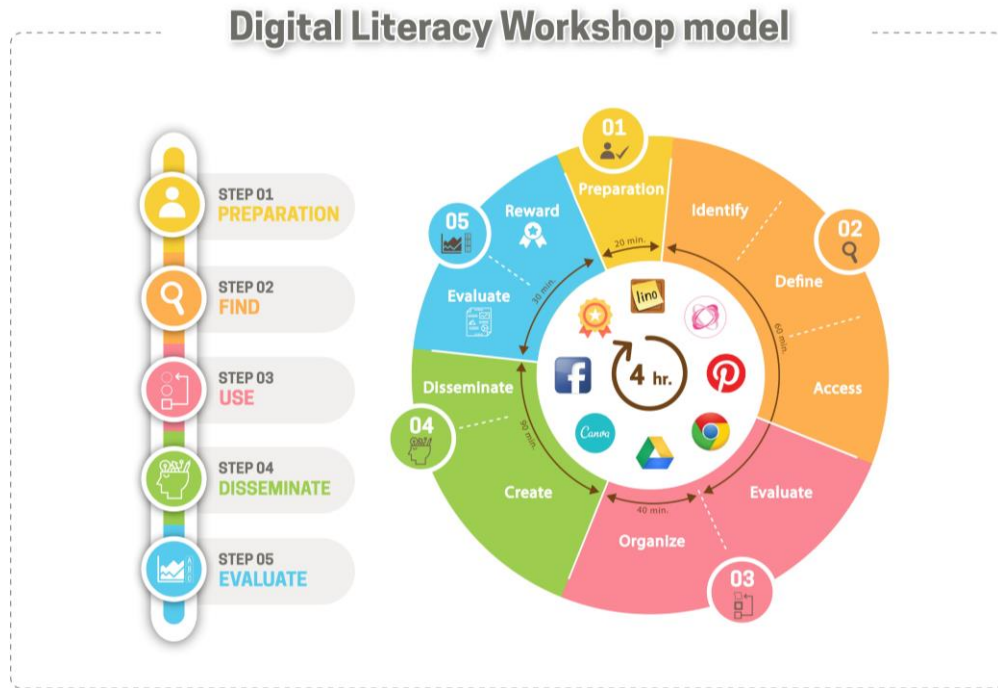 Digital Literacy Workshop model
STEP 01
PREPARATION
STEP 02
FIND
STEP 03
USE
STEP 04
DISSEMINATE
STEP 05
EVALUATE
01
Preparation
20 min.
02
Identify
Define
Access
60 min.
03
Evaluate
Organize
40 min.
04
Create
Disseminate
90 min.
05
Evaluate
Reward
30 min.
lino
Canva
4 hr.